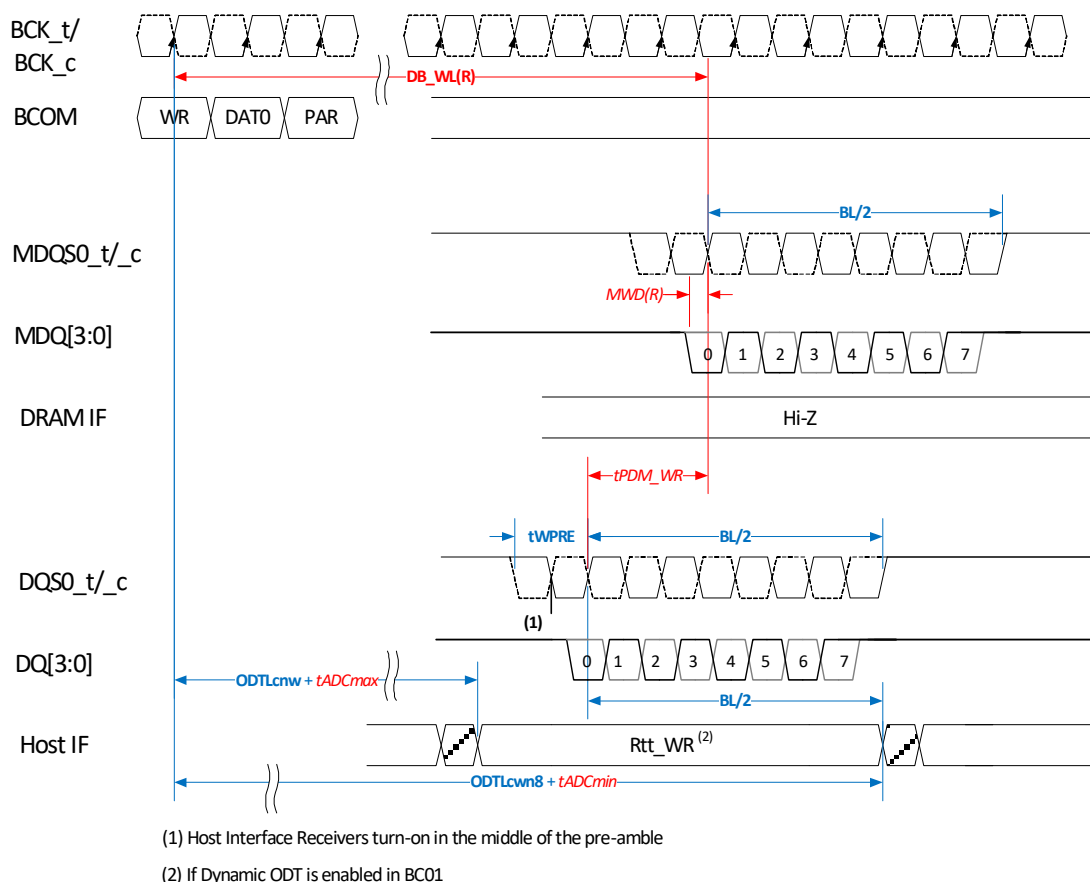 BCK_t/
BCK_c
DB_WL(R)
BCOM
WR DAT0 PAR
BL/2
MDQS0_t/_c
MWD(R)
MDQ[3:0]
0 1 2 3 4 5 6 7
DRAM IF
Hi-Z
tPDM_WR
tWPRE
BL/2
DQS0_t/_c
(1)
DQ[3:0]
0 1 2 3 4 5 6 7
ODTLcnw + tADCmax
BL/2
Host IF
Rtt_WR (2)
ODTLcwn8 + tADCmin
(1) Host Interface Receivers turn-on in the middle of the pre-amble
(2) If Dynamic ODT is enabled in BC01